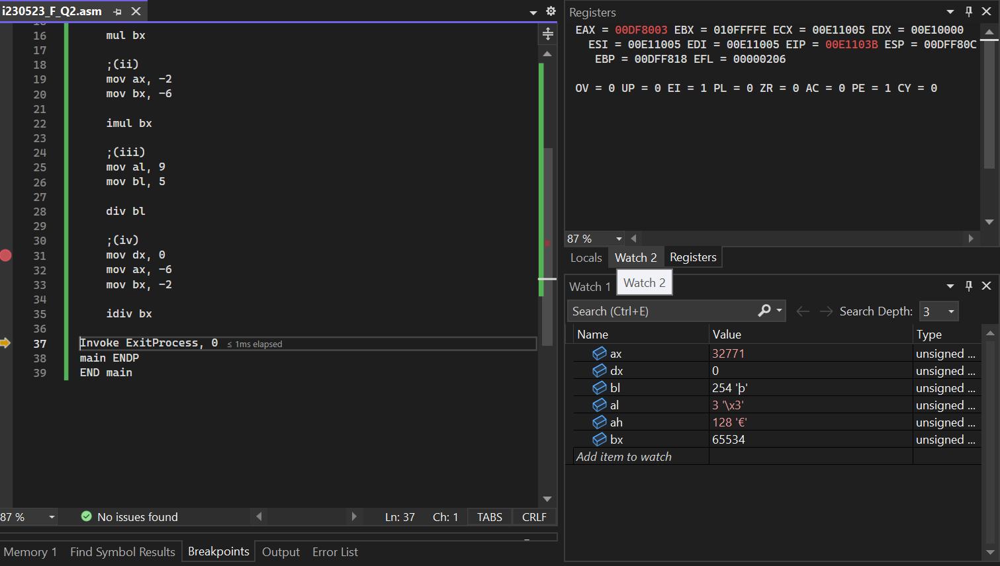 i230523_F_Q2.asm
16 mul bx
17
18 ;(ii)
19 mov ax, -2
20 mov bx, -6
21
22 imul bx
23
24 ;(iii)
25 mov al, 9
26 mov bl, 5
27
28 div bl
29
30 ;(iv)
31 mov dx, 0
32 mov ax, -6
33 mov bx, -2
34
35 idiv bx
36
37 Invoke ExitProcess, 0 ≤ 1ms elapsed
38 main ENDP
39 END main
87 % No issues found Ln: 37 Ch: 1 TABS CRLF
Memory 1 Find Symbol Results Breakpoints Output Error List
Registers
EAX = 00DF8003 EBX = 010FFFFE ECX = 00E11005 EDX = 00E10000
ESI = 00E11005 EDI = 00E11005 EIP = 00E1103B ESP = 00DFF80C
EBP = 00DFF818 EFL = 00000206
OV = 0 UP = 0 EI = 1 PL = 0 ZR = 0 AC = 0 PE = 1 CY = 0
87 %
Locals Watch 2 Registers
Watch 1 Watch 2
Search (Ctrl+E) Search Depth: 3
Name Value Type
ax 32771 unsigned ...
dx 0 unsigned ...
bl 254 'þ' unsigned ...
al 3 '\x3' unsigned ...
ah 128 '€' unsigned ...
bx 65534 unsigned ...
Add item to watch